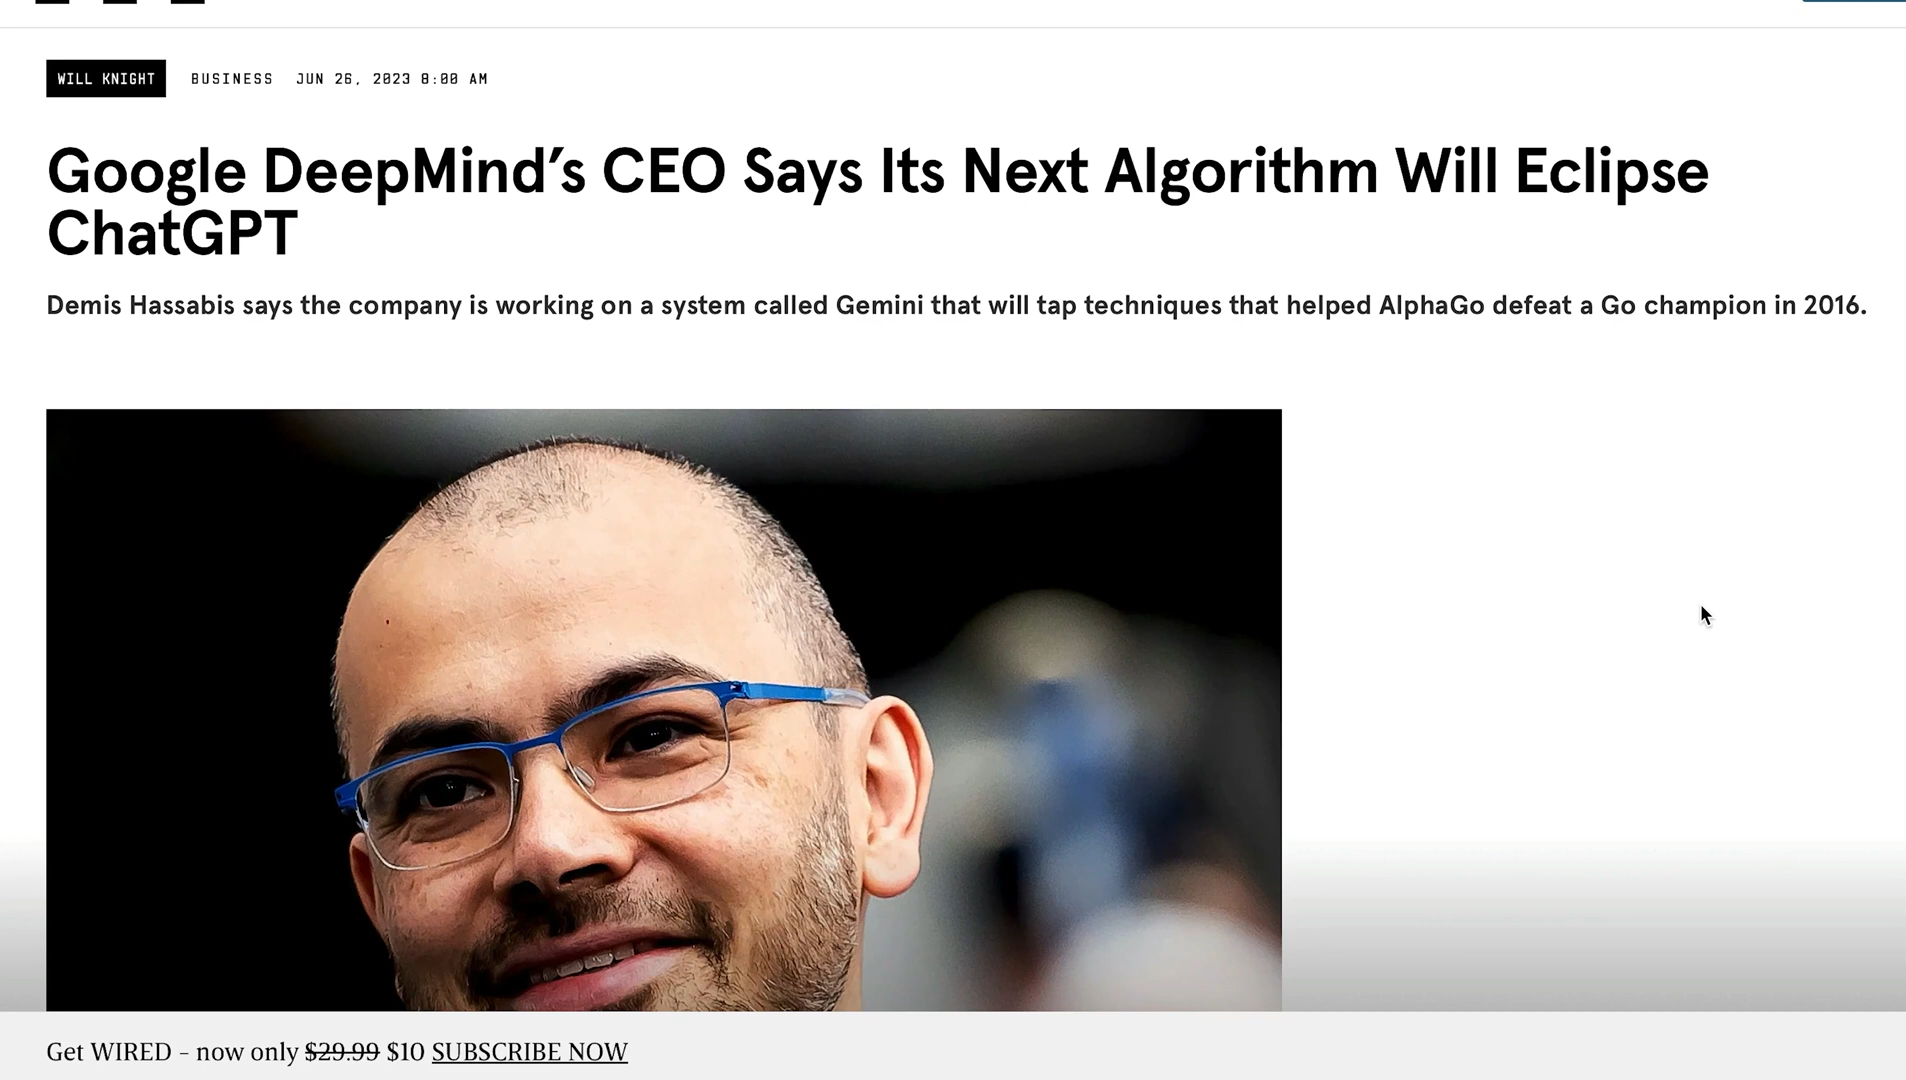 WILL KNIGHT BUSINESS JUN 26, 2023 8:00 AM
Google DeepMind’s CEO Says Its Next Algorithm Will Eclipse
ChatGPT
Demis Hassabis says the company is working on a system called Gemini that will tap techniques that helped AlphaGo defeat a Go champion in 2016.
Get WIRED - now only $29.99 $10 SUBSCRIBE NOW